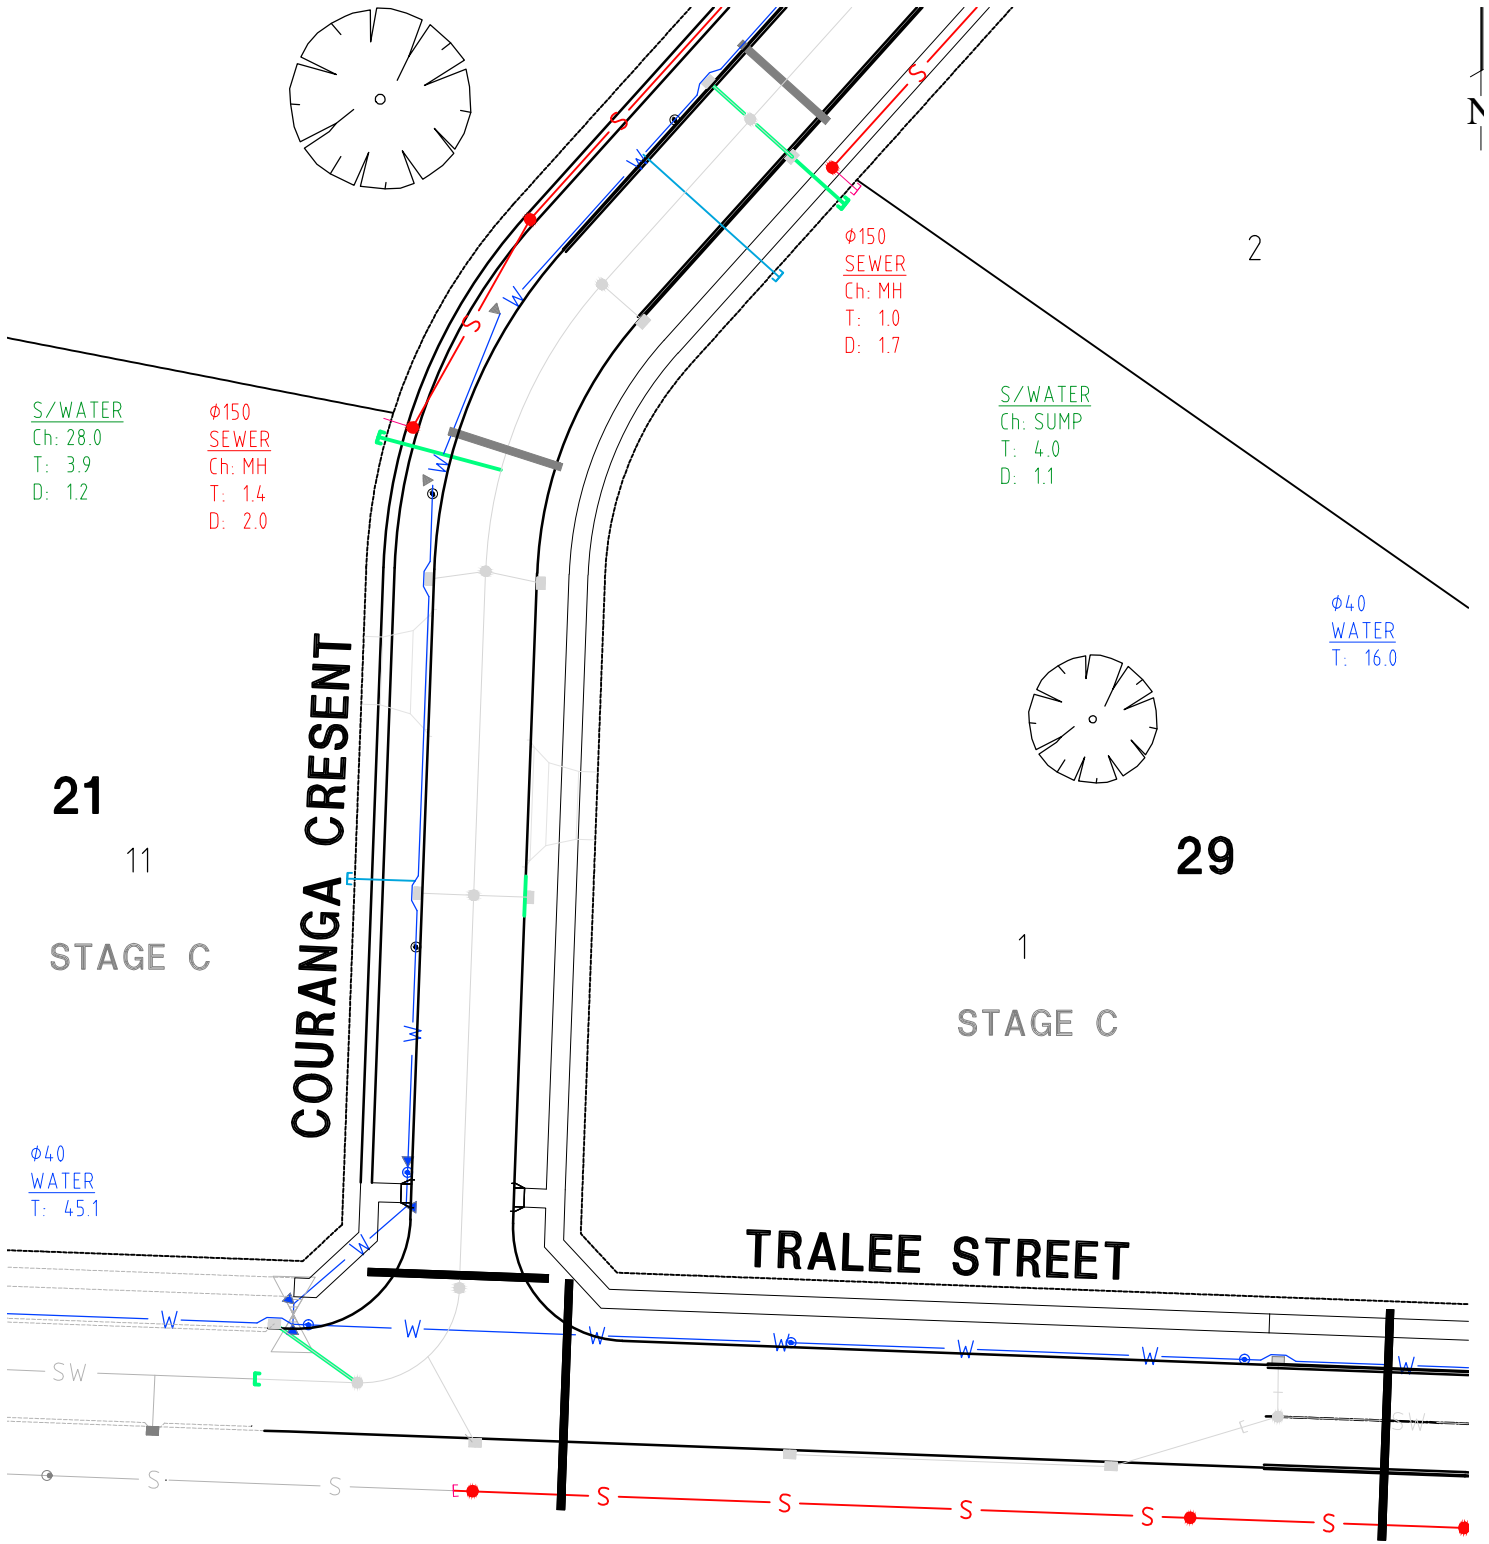 S
S
N
W
2
φ150
SEWER
Ch: MH
T: 1.0
D: 1.7
W
S
S/WATER
Ch: 28.0
T: 3.9
D: 1.2
φ150
SEWER
Ch: MH
T: 1.4
D: 2.0
W
S/WATER
Ch: SUMP
T: 4.0
D: 1.1
φ40
WATER
T: 16.0
COURANGA CRESENT
21
11
STAGE C
29
1
STAGE C
W
φ40
WATER
T: 45.1
W
TRALEE STREET
W
W
W
W
W
W
W
SW
SW
S
S
S
S
S
S
S